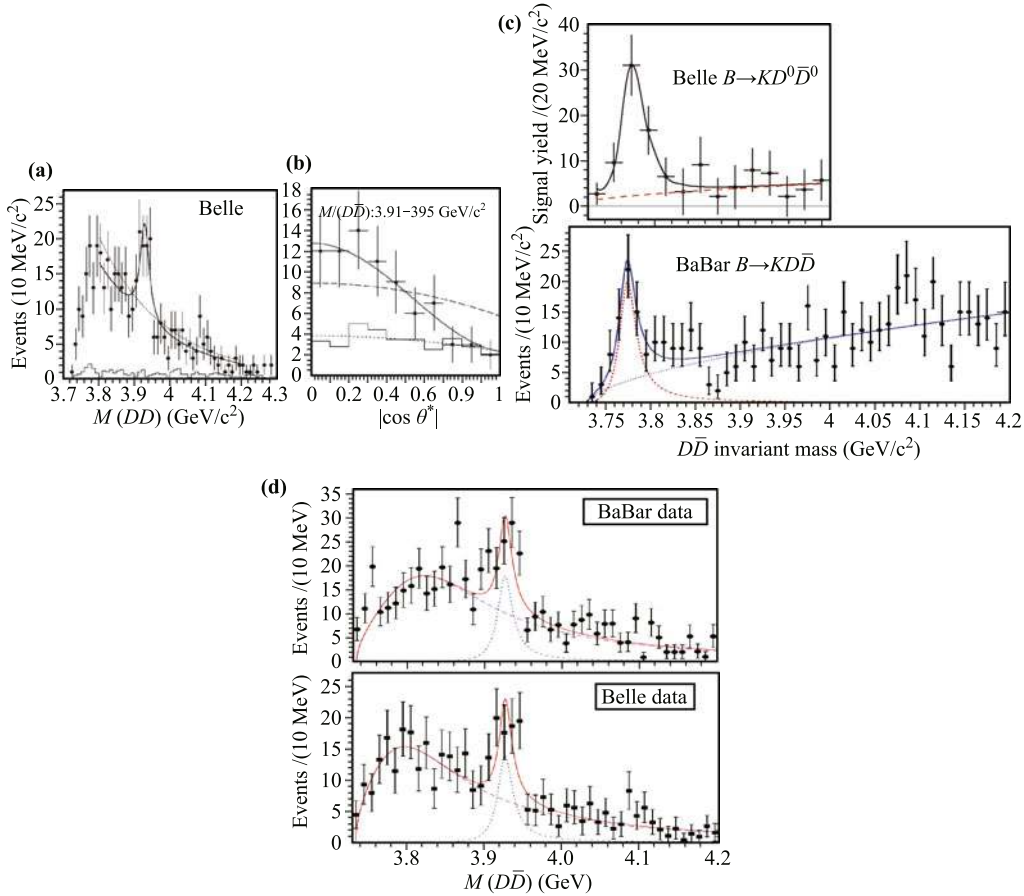 (a)
Events (10 MeV/c²)
25
20
15
10
5
0
Belle
3.7 3.8 3.9 4 4.1 4.2 4.3
M (DD) (GeV/c²)
(b)
18
16
14
12
10
8
6
4
2
0
M/(DD̄):3.91−395 GeV/c²
0 0.2 0.4 0.6 0.8 1
|cos θ*|
(c)
Signal yield /(20 MeV/c²)
40
30
20
10
0
Belle B→KD⁰D̄⁰
Events /(10 MeV/c²)
25
20
15
10
5
0
BaBar B→KDD̄
3.75 3.8 3.85 3.9 3.95 4 4.05 4.1 4.15 4.2
DD̄ invariant mass (GeV/c²)
(d)
Events /(10 MeV)
35
30
25
20
15
10
5
0
BaBar data
Events /(10 MeV)
25
20
15
10
5
0
Belle data
3.8 3.9 4.0 4.1 4.2
M (DD̄) (GeV)